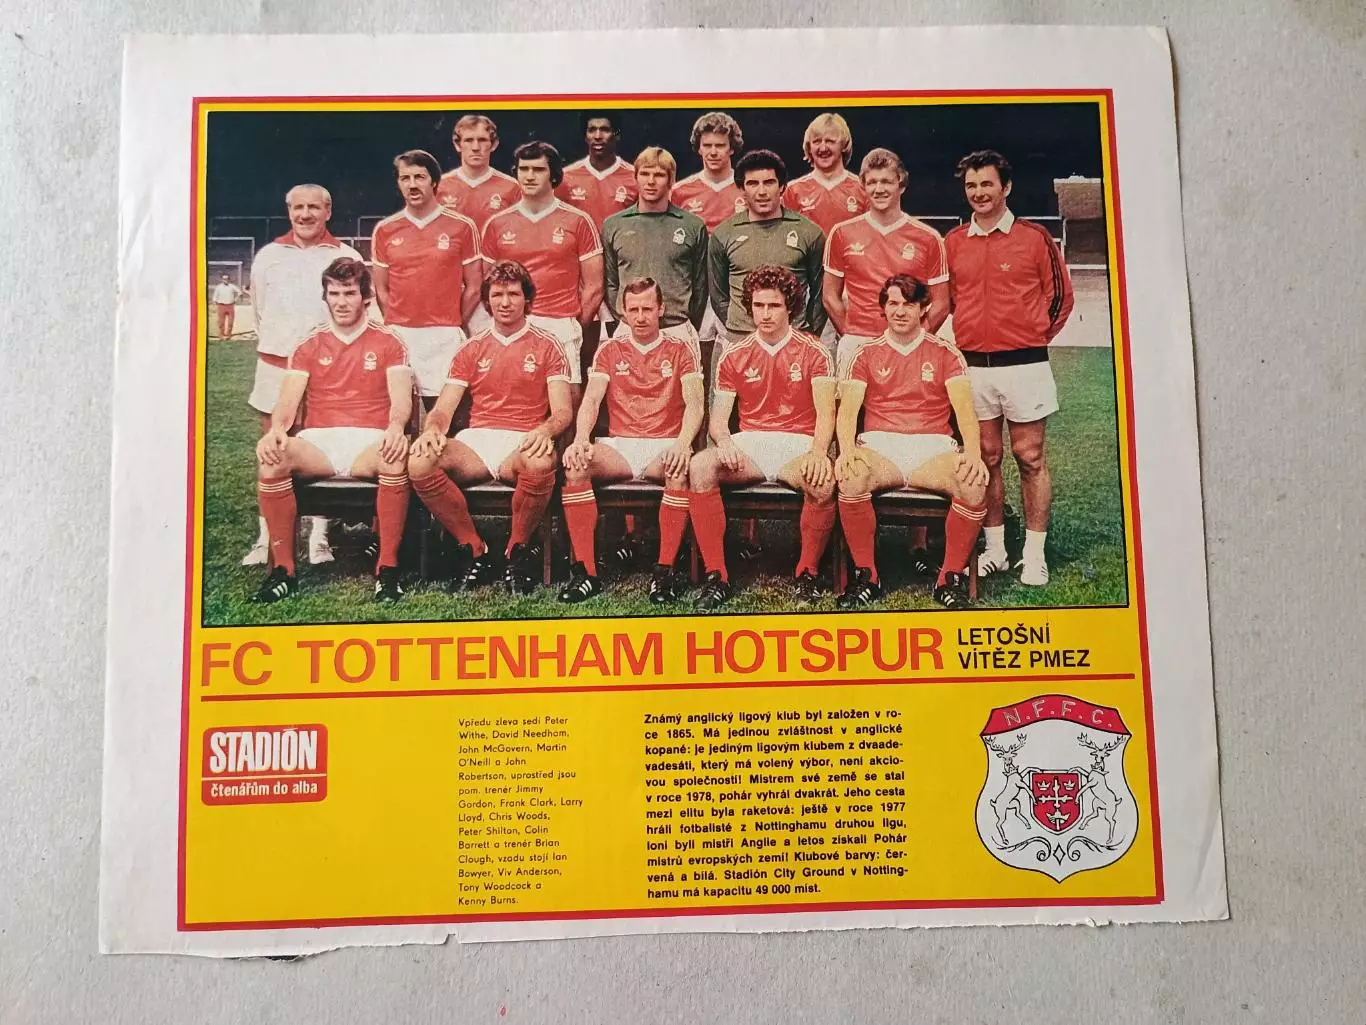 FC TOTTENHAM HOTSPUR
LETOŠNÍ
VÍTĚZ PMEZ
STADIÓN
čtenářům do alba
Vpředu zleva sedí Peter
Withe, David Needham,
John McGovern, Martin
O'Neill a John
Robertson, uprostřed jsou
pom. trenér Jimmy
Gordon, Frank Clark, Larry
Lloyd, Chris Woods,
Peter Shilton, Colin
Barrett a trenér Brian
Clough, vzadu stojí Ian
Bowyer, Viv Anderson,
Tony Woodcock a
Kenny Burns.
Známý anglický ligový klub byl založen v ro-
ce 1865. Má jedinou zvláštnost v anglické
kopané: je jediným ligovým klubem z dvaade-
vadesáti, který má volený výbor, není akcio-
vou společností! Mistrem své země se stal
v roce 1978, pohár vyhrál dvakrát. Jeho cesta
mezi elitu byla raketová: ještě v roce 1977
hráli fotbalisté z Nottinghamu druhou ligu,
loni byli mistři Anglie a letos získali Pohár
mistrů evropských zemí! Klubové barvy: čer-
vená a bílá. Stadión City Ground v Notting-
hamu má kapacitu 49 000 míst.
N.F.F.C.